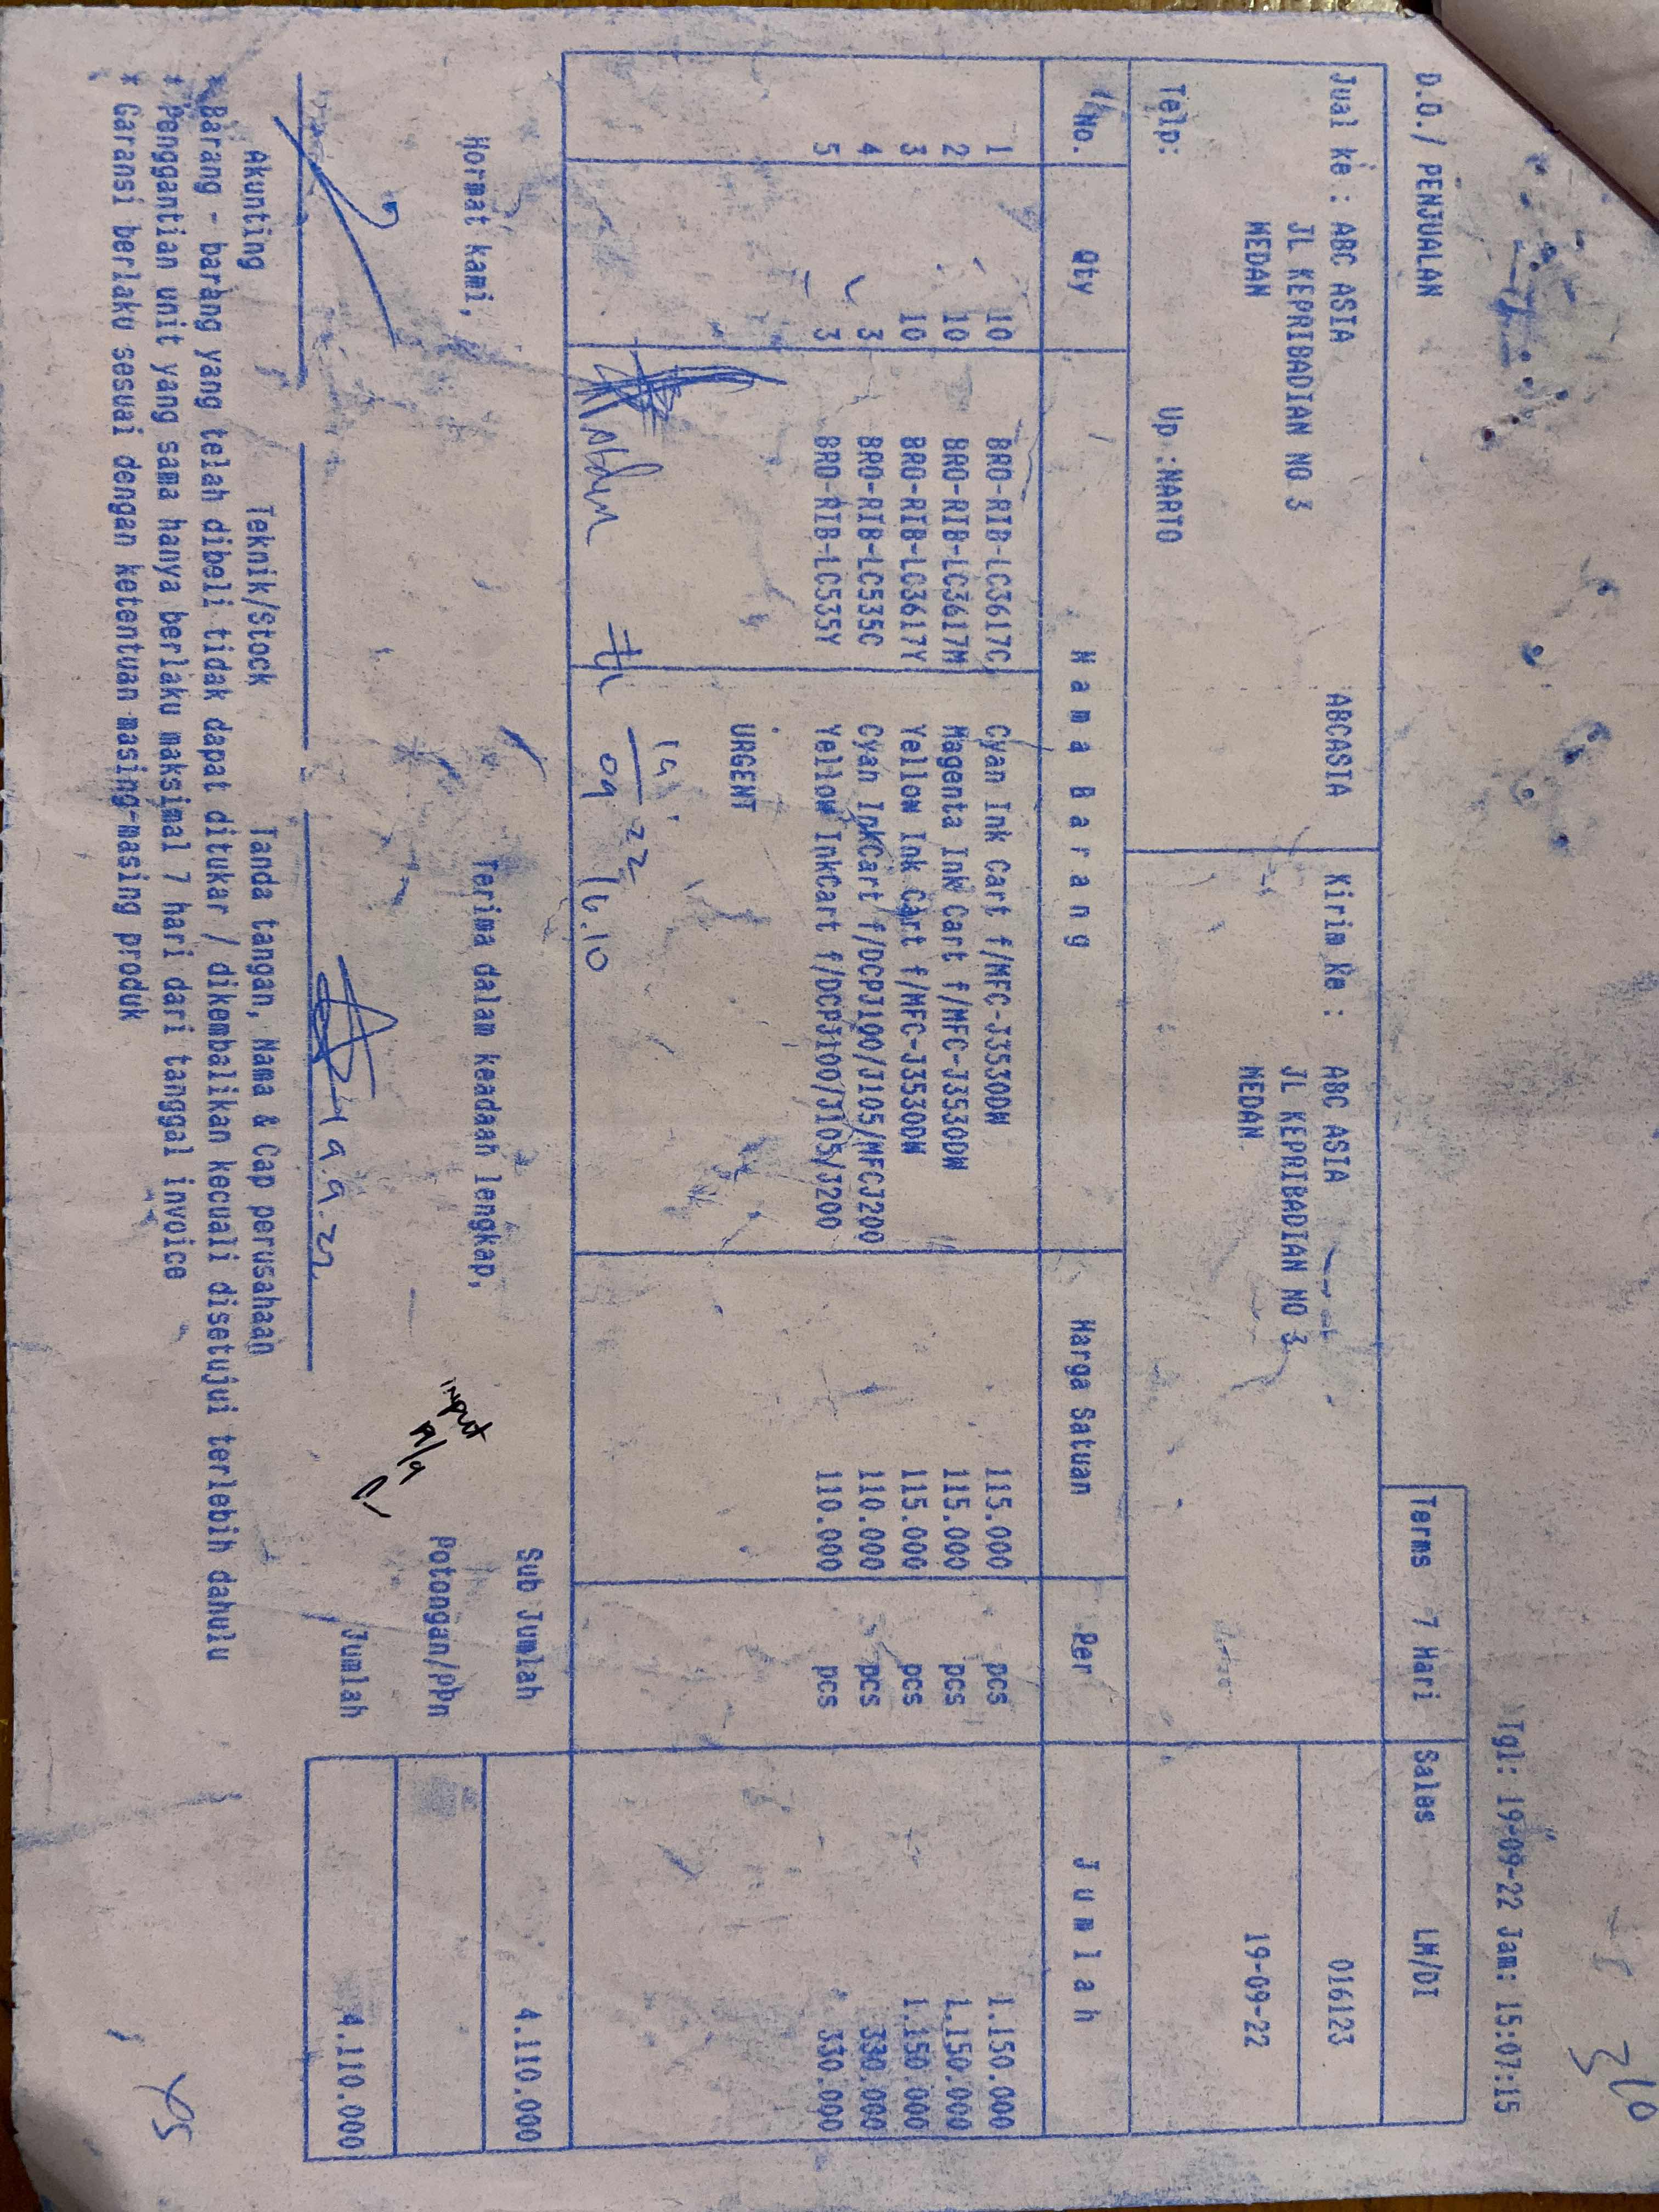 Tgl: 19-09-22 Jam: 15:07:15
D.O./ PENJUALAN
Terms 7 Hari Sales LM/DI
Jual ke : ABC ASIA ABCASIA
JL KEPRIBADIAN NO 3
MEDAN
Telp: Up :NARTO
Kirim Ke : ABC ASIA
JL KEPRIBADIAN NO 3
MEDAN
016123
19-09-22
No. Qty Nama Barang Harga Satuan Per Jumlah
1 10 BRO-RIB-LC3617C Cyan Ink Cart f/MFC-J3530DW 115.000 pcs 1.150.000
2 10 BRO-RIB-LC3617M Magenta Ink Cart f/MFC-J3530DW 115.000 pcs 1.150.000
3 10 BRO-RIB-LC3617Y Yellow Ink Cart f/MFC-J3530DW 115.000 pcs 1.150.000
4 3 BRO-RIB-LC535C Cyan InkCart f/DCPJ100/J105/MFCJ200 110.000 pcs 330.000
5 3 BRO-RIB-LC535Y Yellow InkCart f/DCPJ100/J105/J200 110.000 pcs 330.000
URGENT
19
09 22 16.10
Hormat kami, Terima dalam keadaan lengkap,
Sub Jumlah 4.110.000
Potongan/ppn
Jumlah 4.110.000
input
19.9.22
Akunting Teknik/Stock Tanda tangan, Nama & Cap perusahaan
* Barang - barang yang telah dibeli tidak dapat ditukar / dikembalikan kecuali disetujui terlebih dahulu
* Penggantian unit yang sama hanya berlaku maksimal 7 hari dari tanggal invoice
* Garansi berlaku sesuai dengan ketentuan masing-masing produk